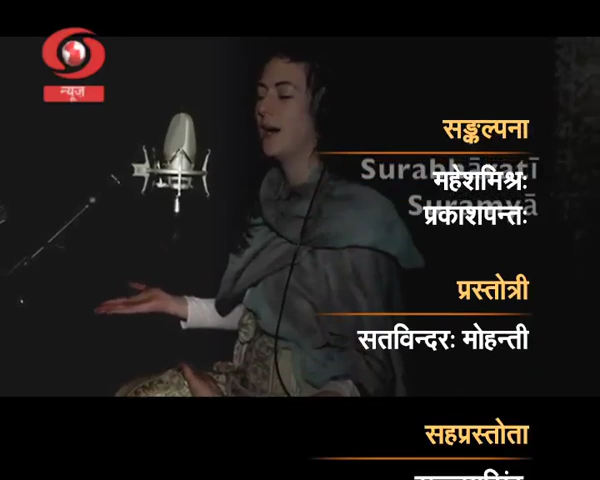 न्यूज़
सङ्कल्पना
Surabhāratī
महेशमिश्रः
Suramyā
प्रकाशपन्तः
प्रस्तोत्री
सतविन्दरः मोहन्ती
सहप्रस्तोता